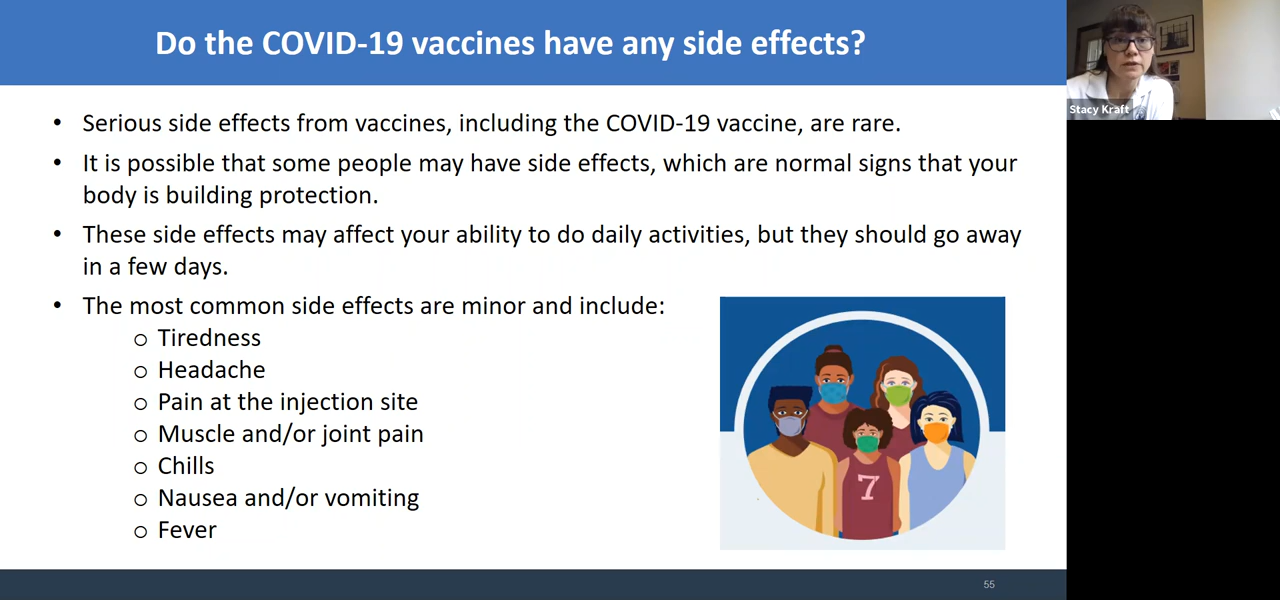 Do the COVID-19 vaccines have any side effects?
Stacy Kraft
• Serious side effects from vaccines, including the COVID-19 vaccine, are rare.
• It is possible that some people may have side effects, which are normal signs that your
body is building protection.
• These side effects may affect your ability to do daily activities, but they should go away
in a few days.
• The most common side effects are minor and include:
o Tiredness
o Headache
o Pain at the injection site
o Muscle and/or joint pain
o Chills
o Nausea and/or vomiting
o Fever
7
55